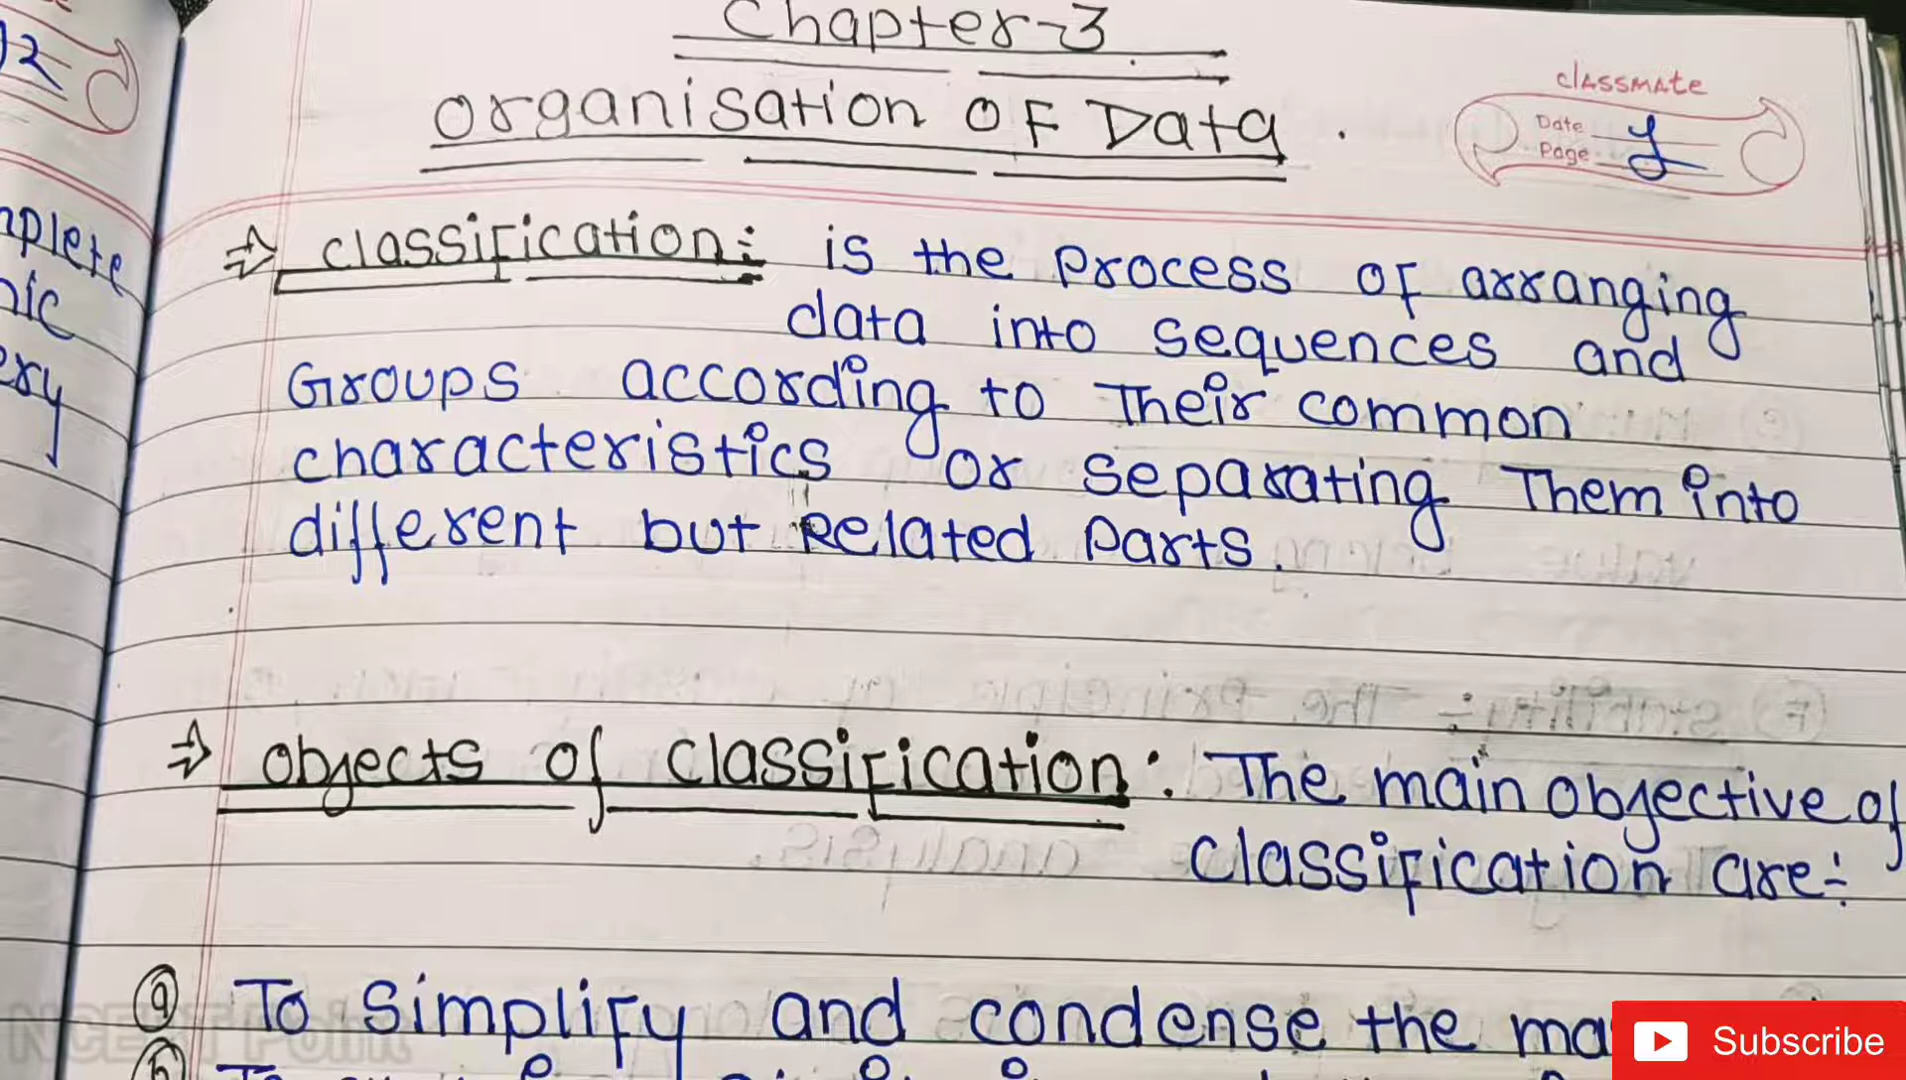 Chapter-3
Organisation OF Data.
classmate
Date
Page
⇒ classification:- is the process of arranging
data into sequences and
Groups according to Their common
characteristics or separating Them into
different but Related Parts.
⇒ objects of classification: The main objective of
classification are:-
ⓐ To simplify and condense the
NCERT Point
Subscribe